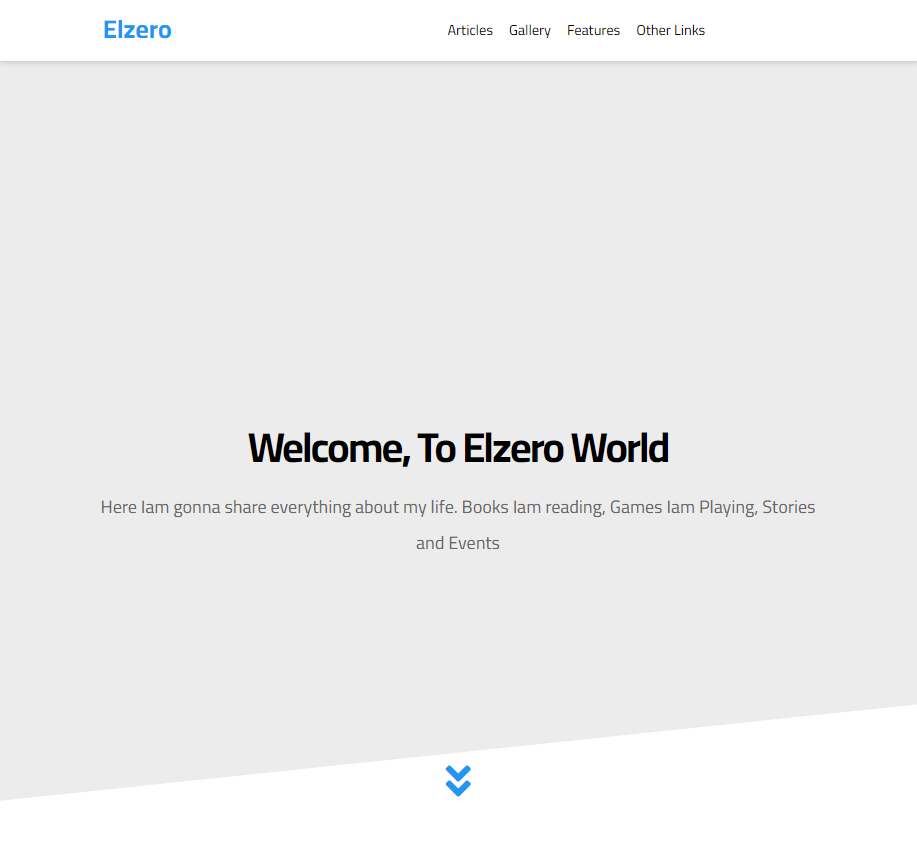 Elzero
Articles Gallery Features Other Links
Welcome, To Elzero World
Here Iam gonna share everything about my life. Books Iam reading, Games Iam Playing, Stories
and Events